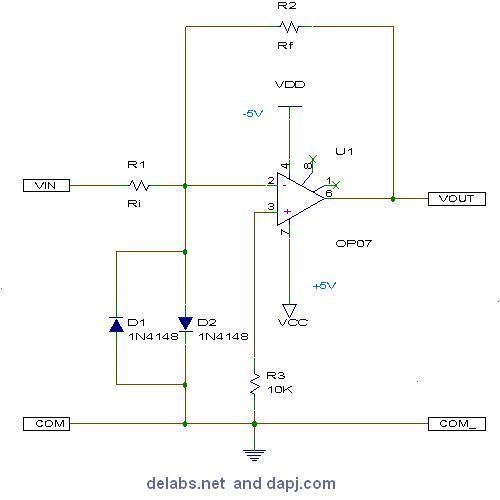 R2
Rf
VDD
-5V
U1
4
8
R1
1
2
-
VIN
6
VOUT
Ri
3
+
7
OP07
+5V
D1
D2
VCC
1N4148
1N4148
R3
10K
COM
COM_
delabs.net and dapj.com